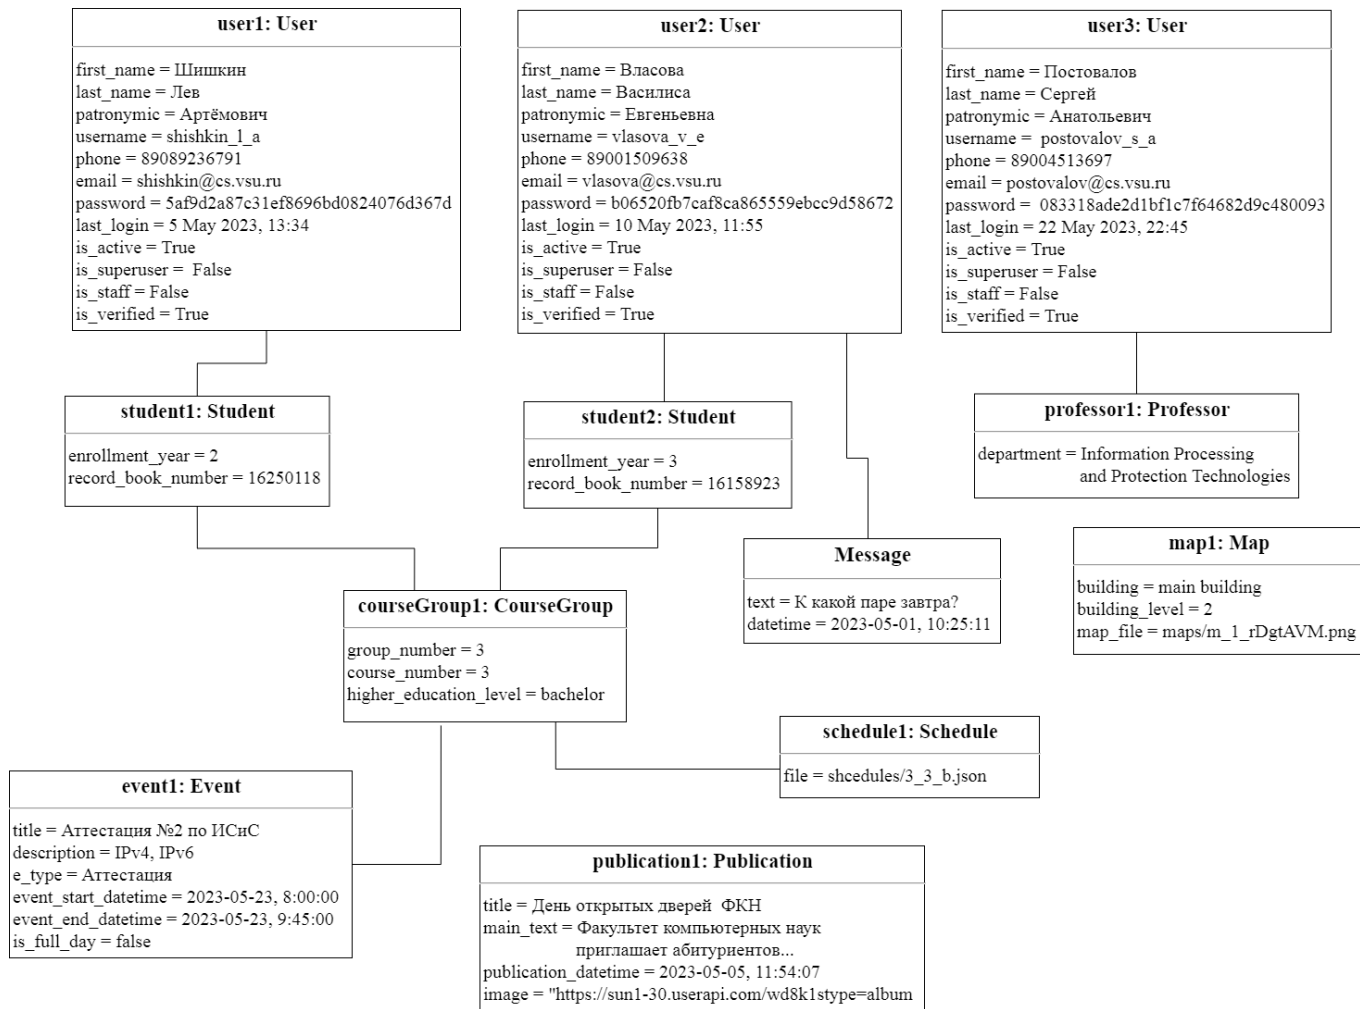 user1: User
first_name = Шишкин
last_name = Лев
patronymic = Артёмович
username = shishkin_l_a
phone = 89089236791
email = shishkin@cs.vsu.ru
password = 5af9d2a87c31ef8696bd0824076d367d
last_login = 5 May 2023, 13:34
is_active = True
is_superuser = False
is_staff = False
is_verified = True
user2: User
first_name = Власова
last_name = Василиса
patronymic = Евгеньевна
username = vlasova_v_e
phone = 89001509638
email = vlasova@cs.vsu.ru
password = b06520fb7caf8ca865559ebcc9d58672
last_login = 10 May 2023, 11:55
is_active = True
is_superuser = False
is_staff = False
is_verified = True
user3: User
first_name = Постовалов
last_name = Сергей
patronymic = Анатольевич
username = postovalov_s_a
phone = 89004513697
email = postovalov@cs.vsu.ru
password = 083318ade2d1bf1c7f64682d9c480093
last_login = 22 May 2023, 22:45
is_active = True
is_superuser = False
is_staff = False
is_verified = True
student1: Student
enrollment_year = 2
record_book_number = 16250118
student2: Student
enrollment_year = 3
record_book_number = 16158923
professor1: Professor
department = Information Processing
and Protection Technologies
Message
text = К какой паре завтра?
datetime = 2023-05-01, 10:25:11
map1: Map
building = main building
building_level = 2
map_file = maps/m_1_rDgtAVM.png
courseGroup1: CourseGroup
group_number = 3
course_number = 3
higher_education_level = bachelor
schedule1: Schedule
file = shcedules/3_3_b.json
event1: Event
title = Аттестация №2 по ИСиС
description = IPv4, IPv6
e_type = Аттестация
event_start_datetime = 2023-05-23, 8:00:00
event_end_datetime = 2023-05-23, 9:45:00
is_full_day = false
publication1: Publication
title = День открытых дверей ФКН
main_text = Факультет компьютерных наук
приглашает абитуриентов...
publication_datetime = 2023-05-05, 11:54:07
image = "https://sun1-30.userapi.com/wd8k1stype=album